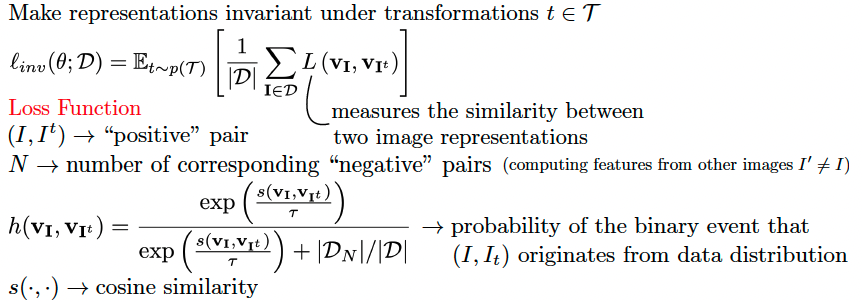 Make representations invariant under transformations $t \in \mathcal{T}$
$\ell_{inv}(\theta; \mathcal{D}) = \mathbb{E}_{t \sim p(\mathcal{T})} \left[ \frac{1}{|\mathcal{D}|} \sum_{\mathbf{I} \in \mathcal{D}} L(\mathbf{v_I}, \mathbf{v_{I^t}}) \right]$
Loss Function
measures the similarity between
two image representations
$(I, I^t) \rightarrow$ "positive" pair
$N \rightarrow$ number of corresponding "negative" pairs (computing features from other images $I' \neq I$)
$h(\mathbf{v_I}, \mathbf{v_{I^t}}) = \frac{\exp\left(\frac{s(\mathbf{v_I}, \mathbf{v_{I^t}})}{\tau}\right)}{\exp\left(\frac{s(\mathbf{v_I}, \mathbf{v_{I^t}})}{\tau}\right) + |\mathcal{D}_N|/|\mathcal{D}|}$ → probability of the binary event that
$(I, I_t)$ originates from data distribution
$s(\cdot, \cdot) \rightarrow$ cosine similarity